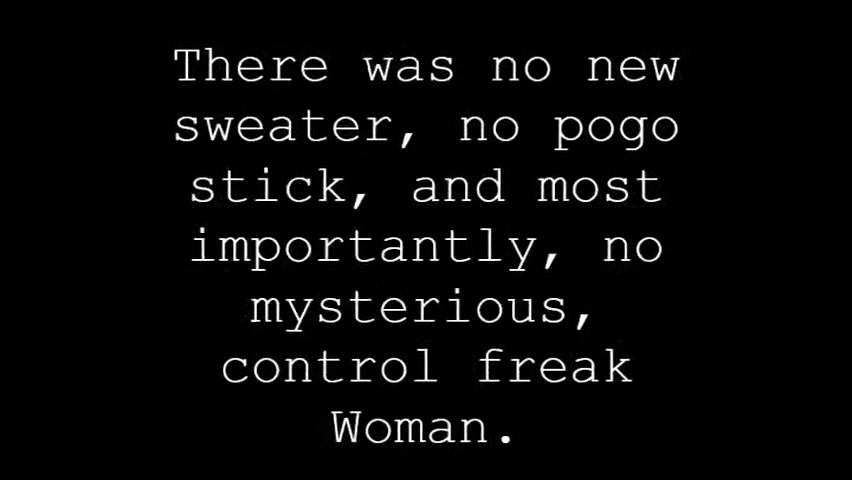 There was no new
sweater, no pogo
stick, and most
importantly, no
mysterious,
control freak
Woman.